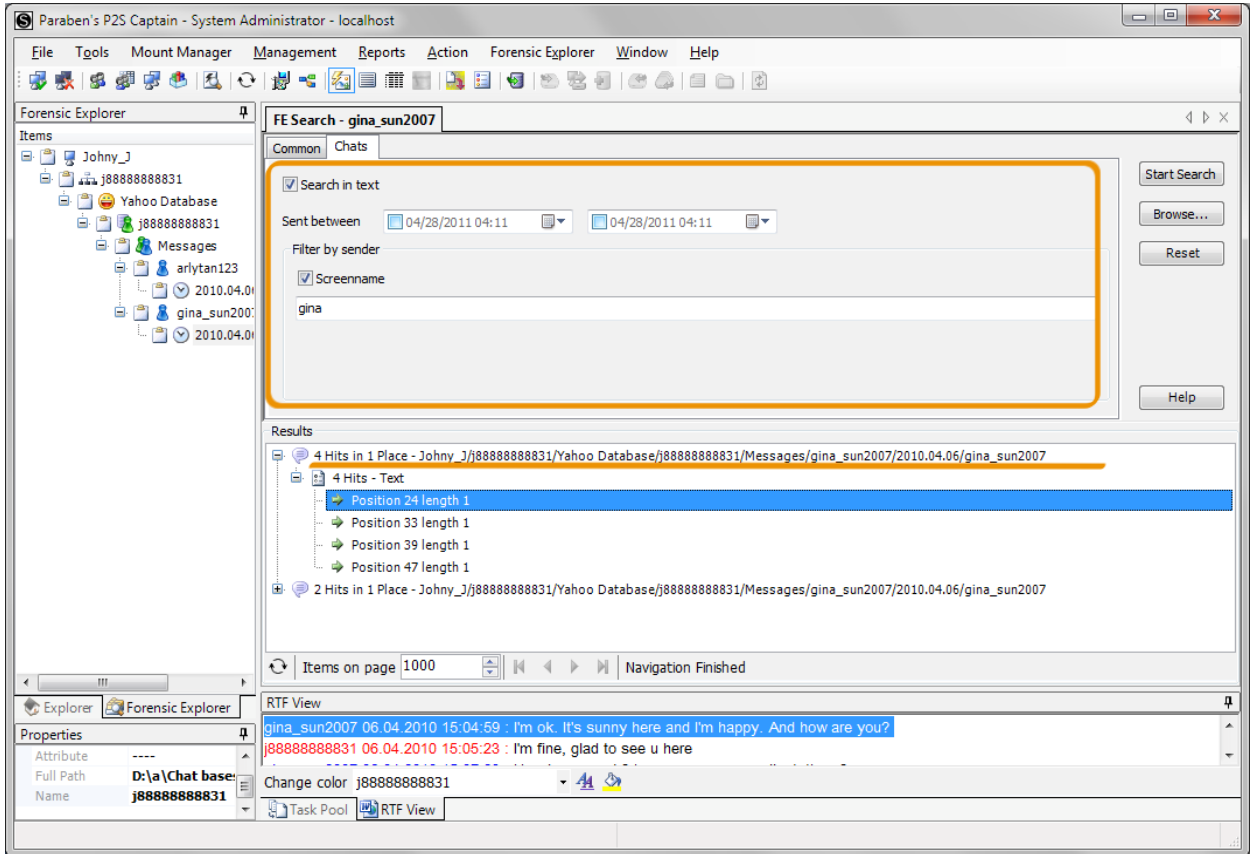 Paraben's P2S Captain - System Administrator - localhost
File Tools Mount Manager Management Reports Action Forensic Explorer Window Help
Forensic Explorer
Items
Johny_J
j88888888831
Yahoo Database
j88888888831
Messages
arlytan123
2010.04.0
gina_sun200
2010.04.0
Explorer Forensic Explorer
Properties
Attribute ----
Full Path D:\a\Chat base
Name j88888888831
FE Search - gina_sun2007
Common Chats
Search in text
Sent between 04/28/2011 04:11 04/28/2011 04:11
Filter by sender
Screenname
gina
Start Search
Browse...
Reset
Help
Results
4 Hits in 1 Place - Johny_J/j88888888831/Yahoo Database/j88888888831/Messages/gina_sun2007/2010.04.06/gina_sun2007
4 Hits - Text
Position 24 length 1
Position 33 length 1
Position 39 length 1
Position 47 length 1
2 Hits in 1 Place - Johny_J/j88888888831/Yahoo Database/j88888888831/Messages/gina_sun2007/2010.04.06/gina_sun2007
Items on page 1000 Navigation Finished
RTF View
gina_sun2007 06.04.2010 15:04:59 : I'm ok. It's sunny here and I'm happy. And how are you?
j88888888831 06.04.2010 15:05:23 : I'm fine, glad to see u here
Change color j88888888831
Task Pool RTF View